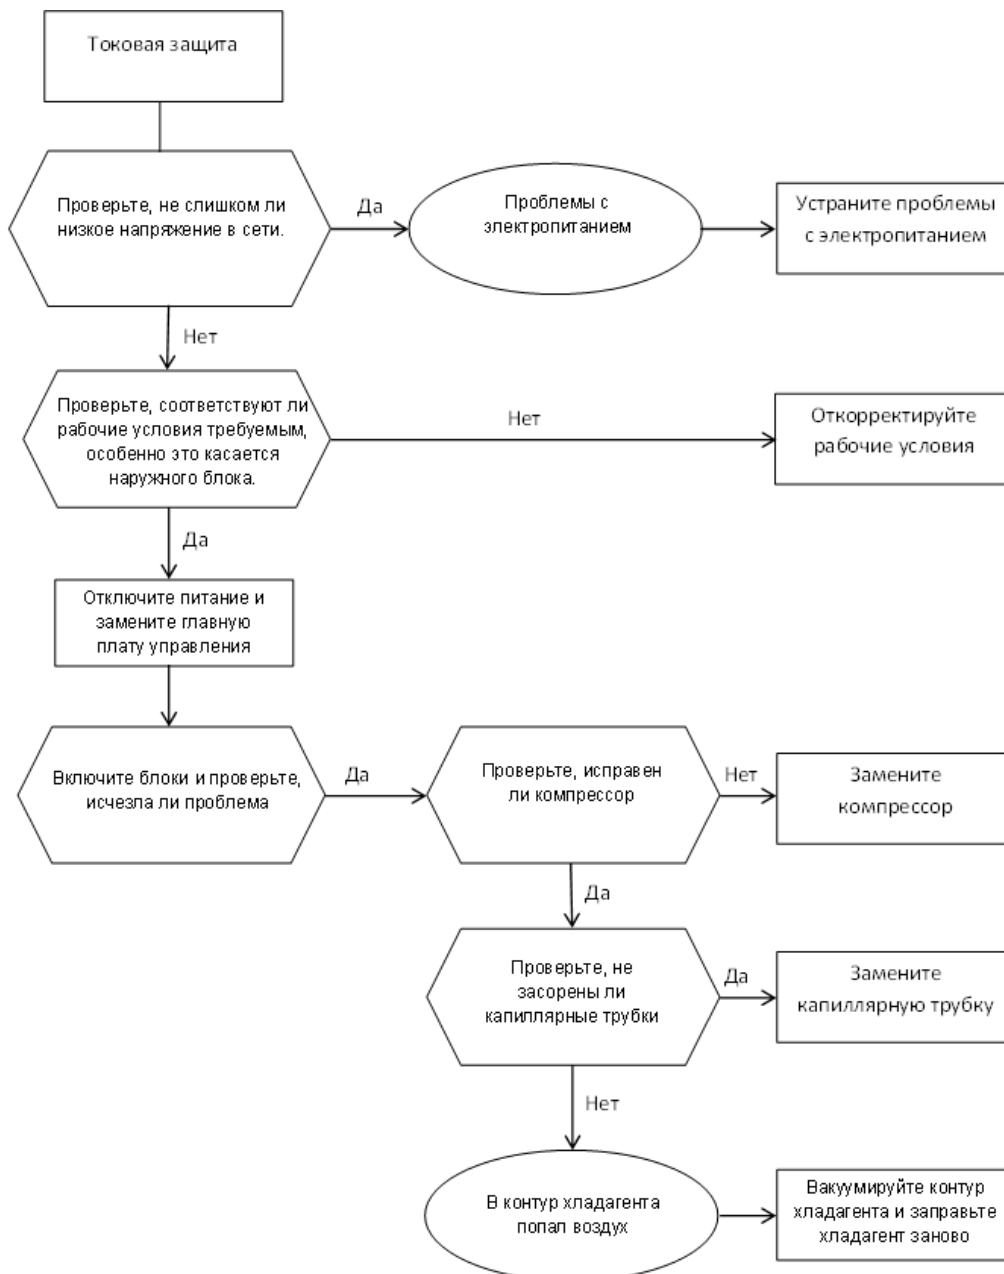 Токовая защита
Проверьте, не слишком ли
низкое напряжение в сети.
Да
Проблемы с
электропитанием
Устраните проблемы
с электропитанием
Нет
Проверьте, соответствуют ли
рабочие условия требуемым,
особенно это касается
наружного блока.
Нет
Откорректируйте
рабочие условия
Да
Отключите питание и
замените главную
плату управления
Включите блоки и проверьте,
исчезла ли проблема
Да
Проверьте, исправен
ли компрессор
Нет
Замените
компрессор
Да
Проверьте, не
засорены ли
капиллярные трубки
Да
Замените
капиллярную трубку
Нет
В контур хладагента
попал воздух
Вакуумируйте контур
хладагента и заправьте
хладагент заново